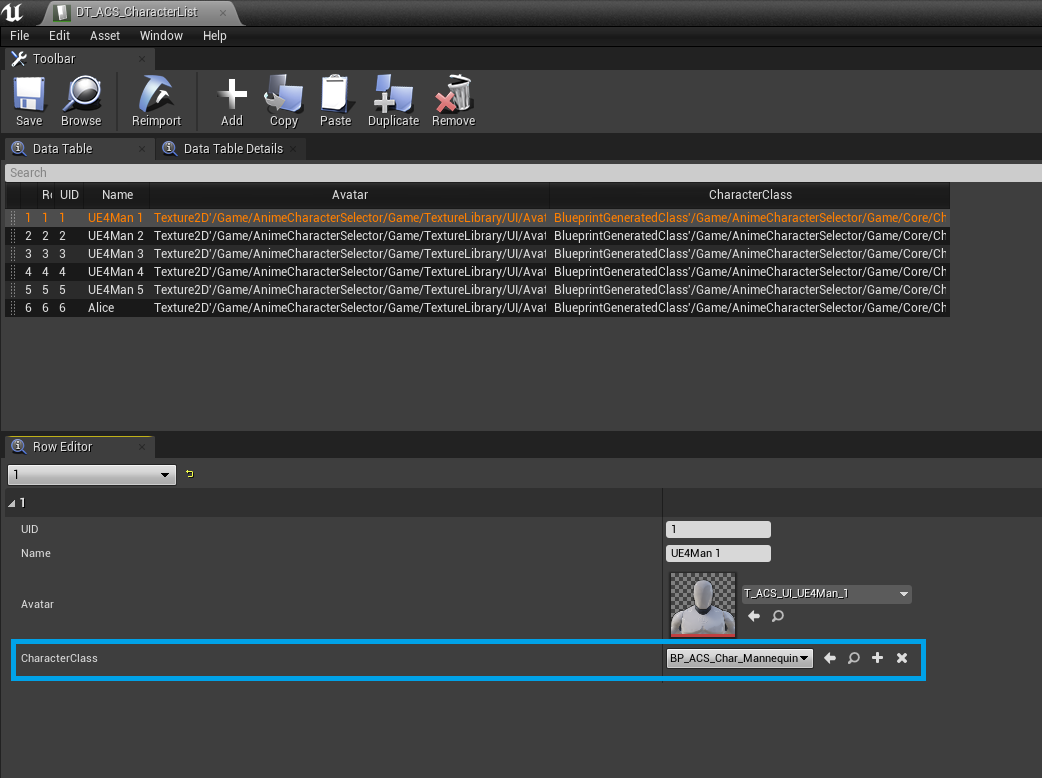 DT_ACS_CharacterList
File Edit Asset Window Help
Toolbar
Save Browse Reimport Add Copy Paste Duplicate Remove
Data Table Data Table Details
Search
Ro UID Name Avatar CharacterClass
1 1 1 UE4Man 1 Texture2D'/Game/AnimeCharacterSelector/Game/TextureLibrary/UI/Avat BlueprintGeneratedClass'/Game/AnimeCharacterSelector/Game/Core/Ch
2 2 2 UE4Man 2 Texture2D'/Game/AnimeCharacterSelector/Game/TextureLibrary/UI/Avat BlueprintGeneratedClass'/Game/AnimeCharacterSelector/Game/Core/Ch
3 3 3 UE4Man 3 Texture2D'/Game/AnimeCharacterSelector/Game/TextureLibrary/UI/Avat BlueprintGeneratedClass'/Game/AnimeCharacterSelector/Game/Core/Ch
4 4 4 UE4Man 4 Texture2D'/Game/AnimeCharacterSelector/Game/TextureLibrary/UI/Avat BlueprintGeneratedClass'/Game/AnimeCharacterSelector/Game/Core/Ch
5 5 5 UE4Man 5 Texture2D'/Game/AnimeCharacterSelector/Game/TextureLibrary/UI/Avat BlueprintGeneratedClass'/Game/AnimeCharacterSelector/Game/Core/Ch
6 6 6 Alice Texture2D'/Game/AnimeCharacterSelector/Game/TextureLibrary/UI/Avat BlueprintGeneratedClass'/Game/AnimeCharacterSelector/Game/Core/Ch
Row Editor
1
1
UID 1
Name UE4Man 1
Avatar T_ACS_UI_UE4Man_1
CharacterClass BP_ACS_Char_Mannequin